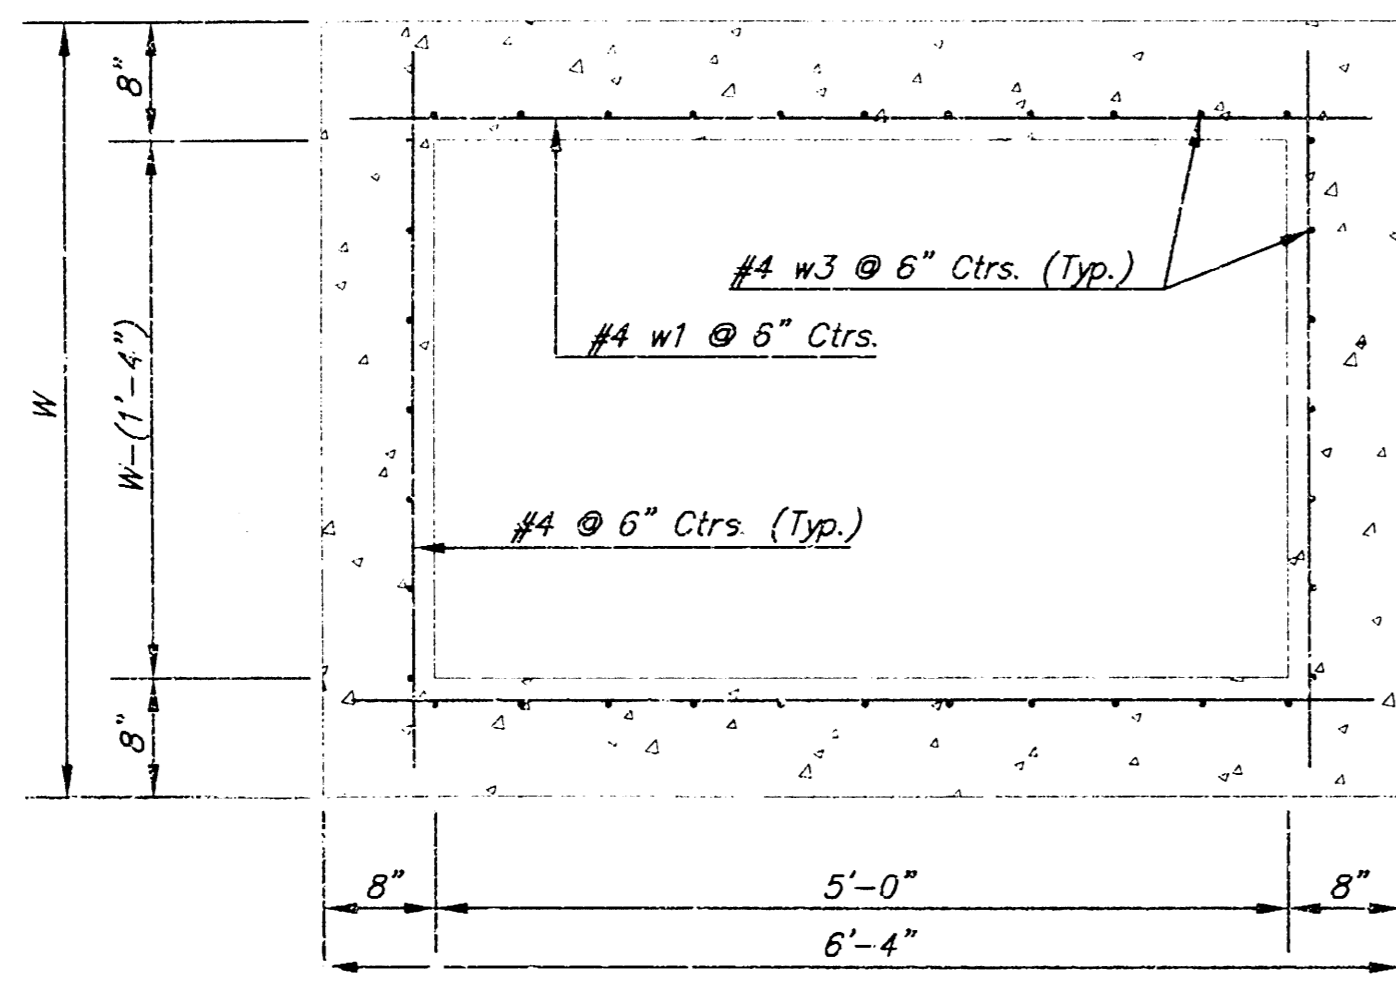 8"
#4 w3 @ 6" Ctrs. (Typ.)
#4 w1 @ 6" Ctrs.
W
W-(1'-4")
#4 @ 6" Ctrs. (Typ.)
8"
8"
5'-0"
8"
6'-4"